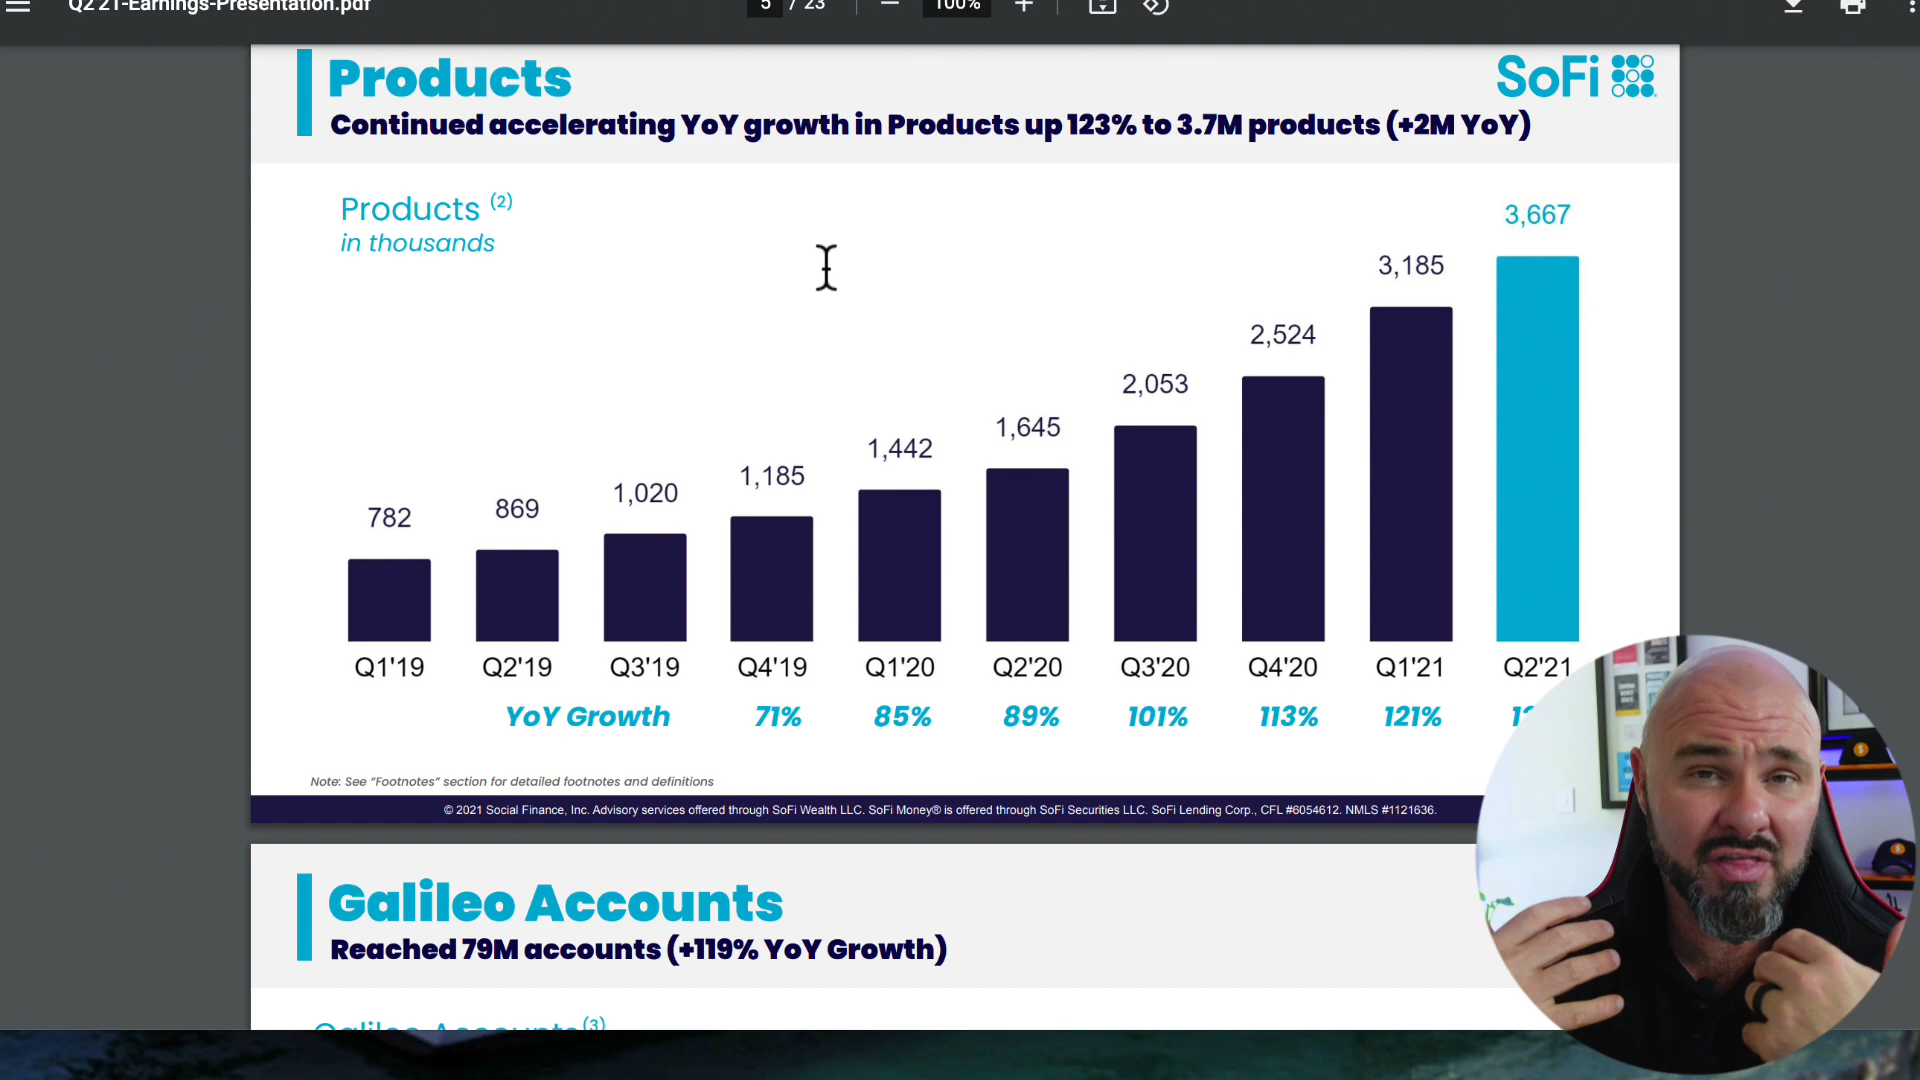 Q2'21-Earnings-Presentation.pdf
5 / 23
100%
Products
SoFi
Continued accelerating YoY growth in Products up 123% to 3.7M products (+2M YoY)
Products (2)
in thousands
782
869
1,020
1,185
1,442
1,645
2,053
2,524
3,185
3,667
Q1'19 Q2'19 Q3'19 Q4'19 Q1'20 Q2'20 Q3'20 Q4'20 Q1'21 Q2'21
YoY Growth 71% 85% 89% 101% 113% 121%
Note: See “Footnotes” section for detailed footnotes and definitions
© 2021 Social Finance, Inc. Advisory services offered through SoFi Wealth LLC. SoFi Money® is offered through SoFi Securities LLC. SoFi Lending Corp., CFL #6054612. NMLS #1121636.
Galileo Accounts
Reached 79M accounts (+119% YoY Growth)
Galileo Accounts (3)